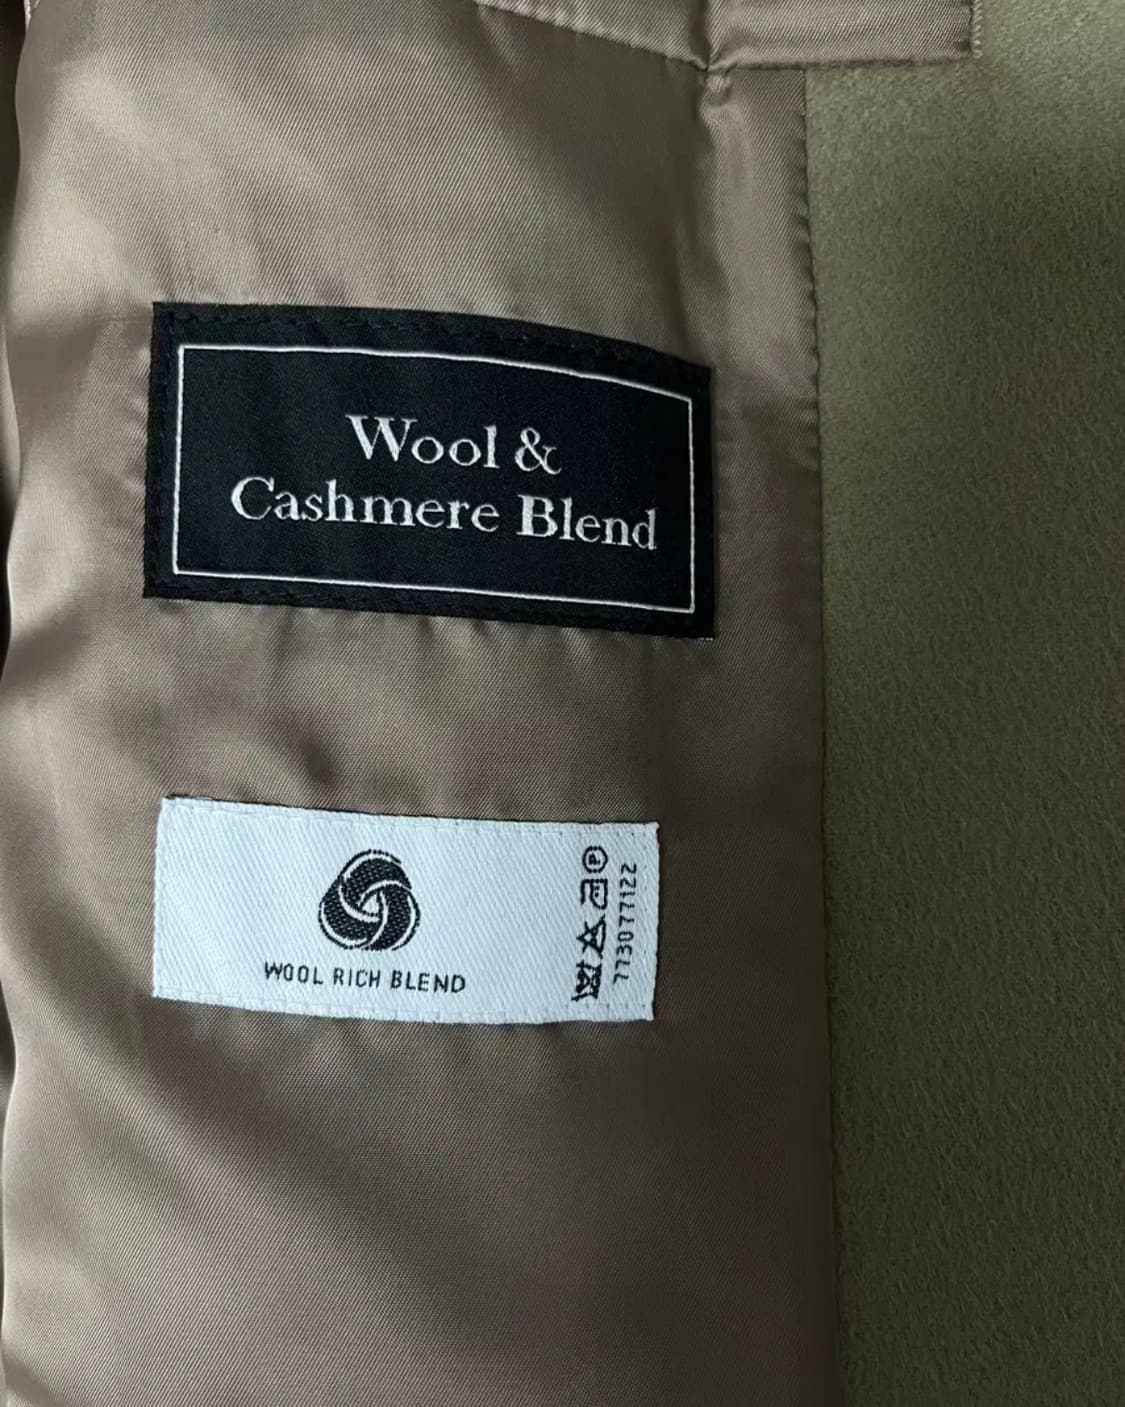 Wool &
Cashmere Blend
WOOL RICH BLEND
P
773077122